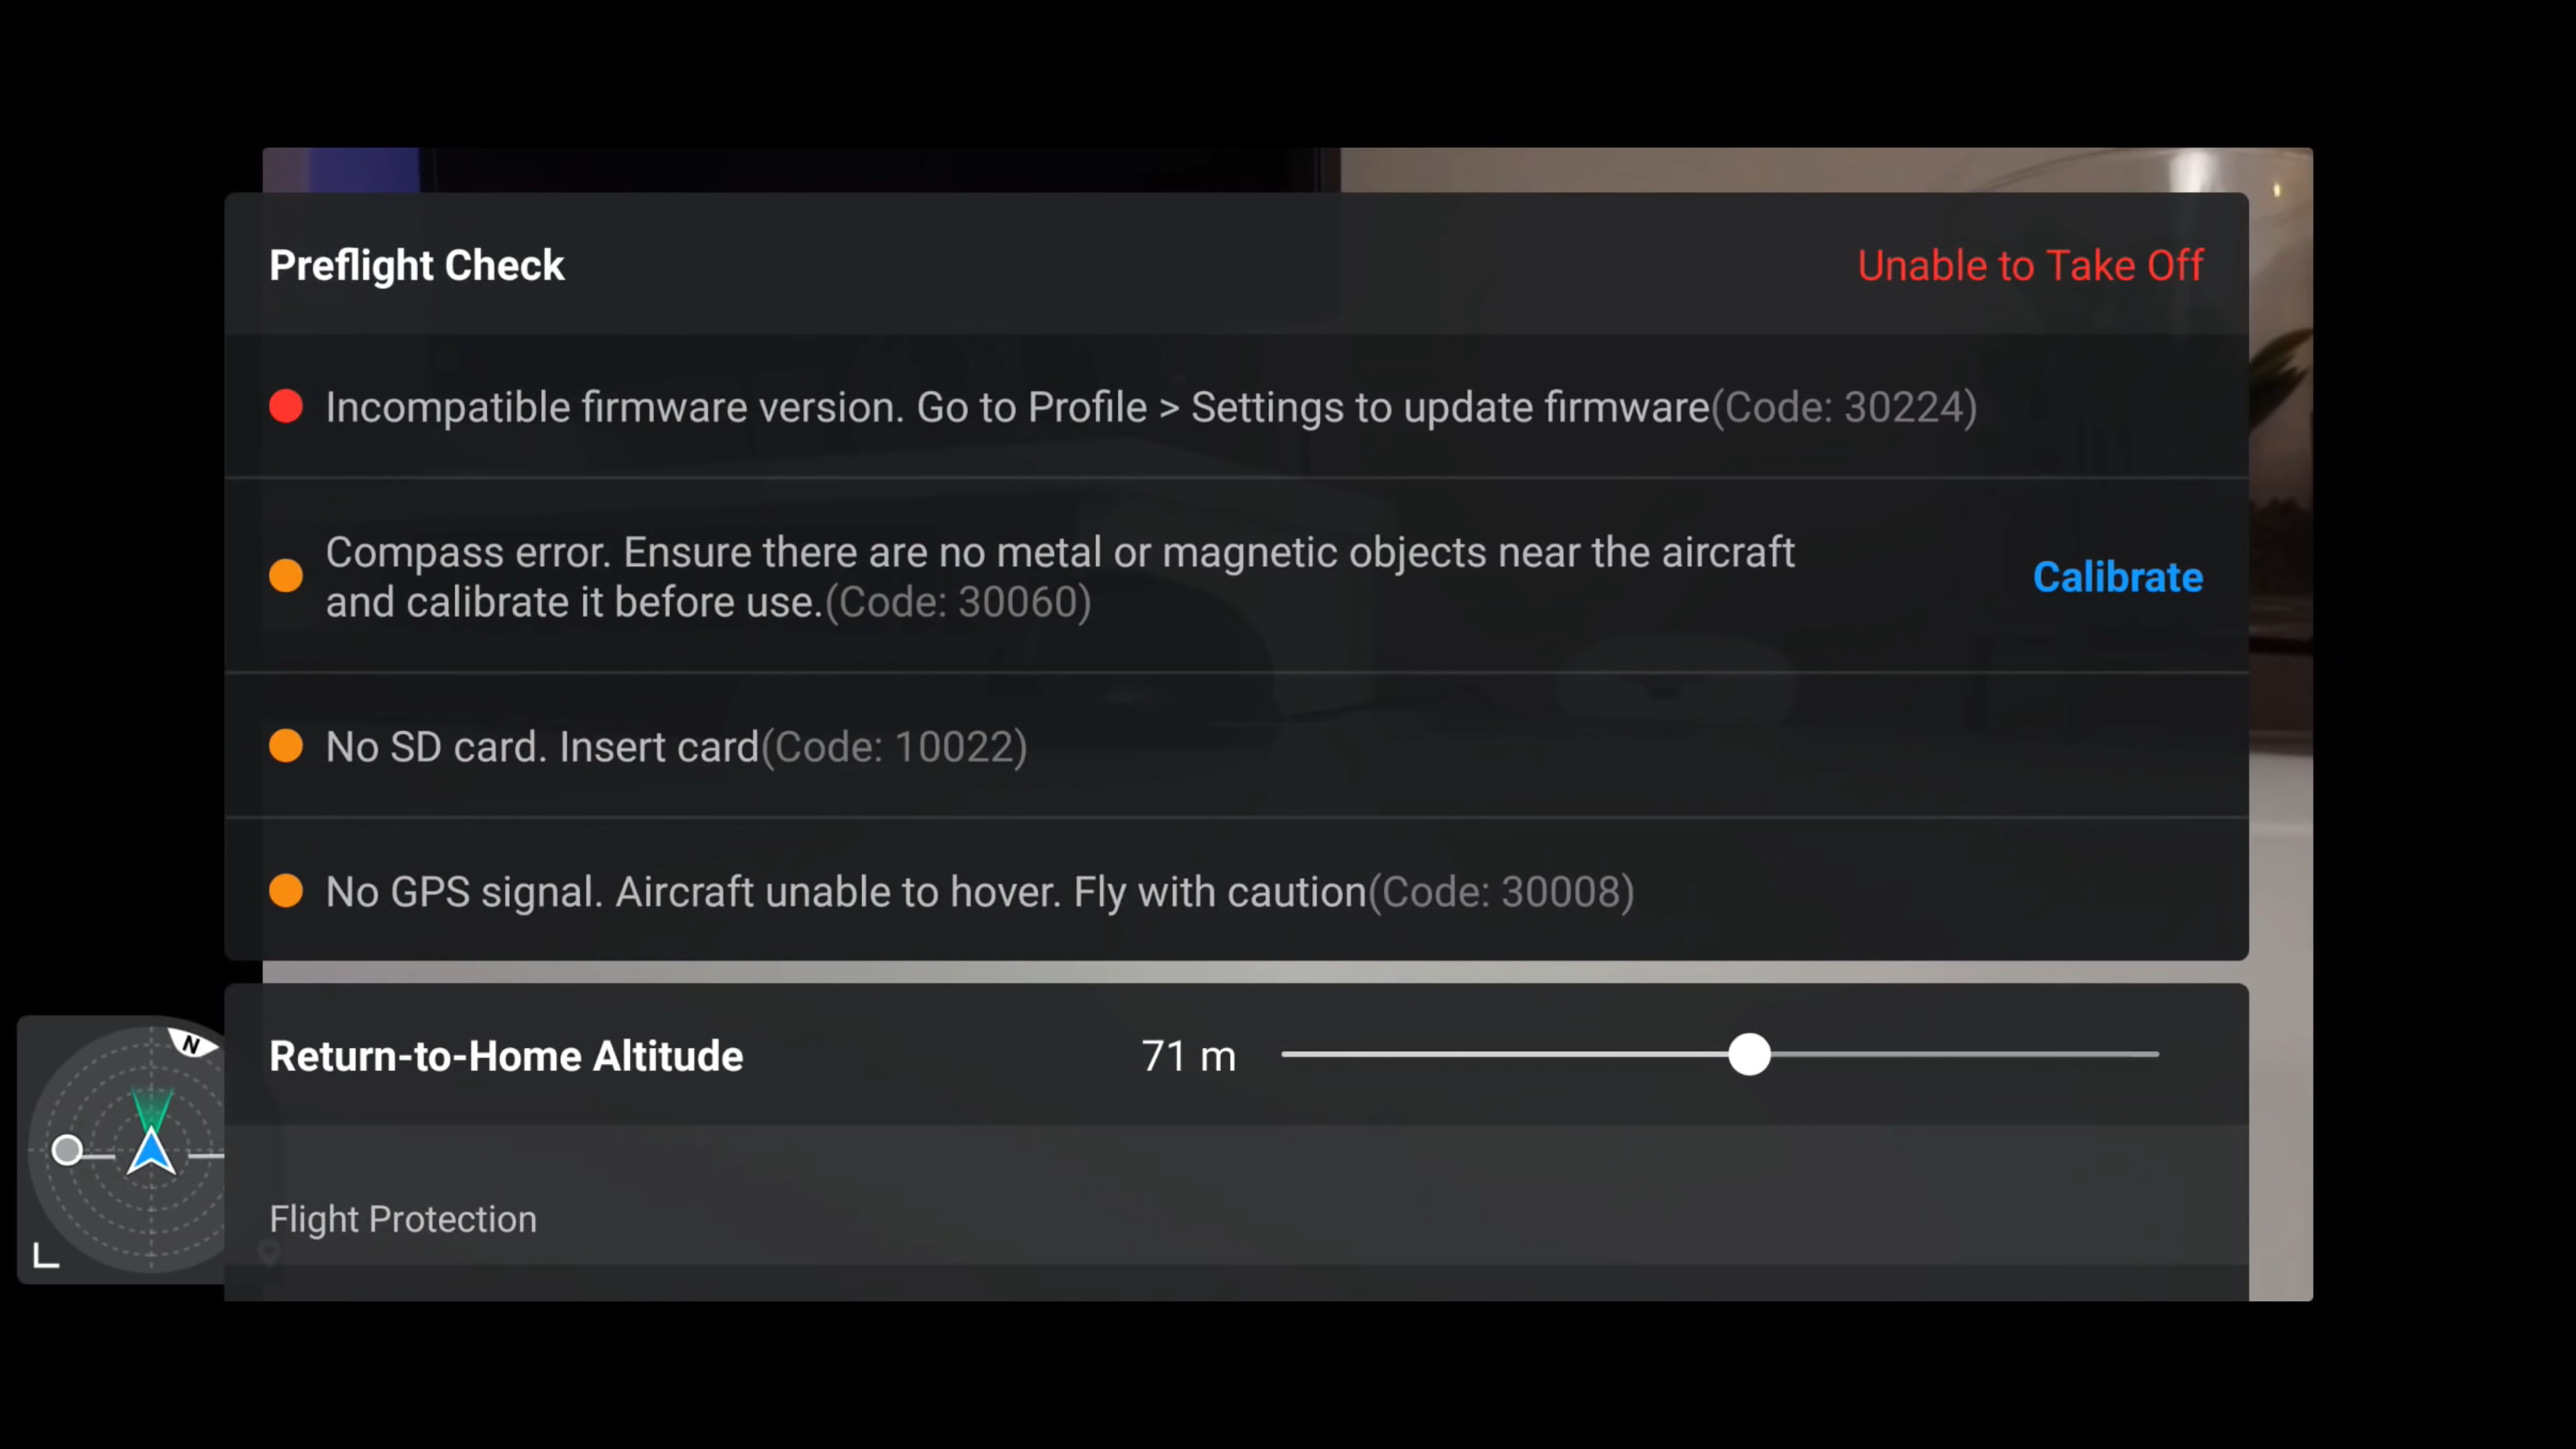 Preflight Check
Unable to Take Off
Incompatible firmware version. Go to Profile > Settings to update firmware(Code: 30224)
Compass error. Ensure there are no metal or magnetic objects near the aircraft
and calibrate it before use.(Code: 30060)
Calibrate
No SD card. Insert card(Code: 10022)
No GPS signal. Aircraft unable to hover. Fly with caution(Code: 30008)
N
Return-to-Home Altitude
71 m
Flight Protection